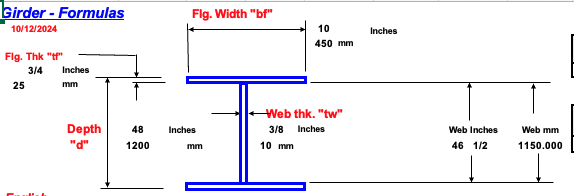 Girder - Formulas
10/12/2024
Flg. Width "bf"
10 Inches
450 mm
Flg. Thk "tf"
3/4 Inches
25 mm
Web thk. "tw"
Depth 48 Inches 3/8 Inches Web Inches Web mm
"d" 1200 mm 10 mm 46 1/2 1150.000